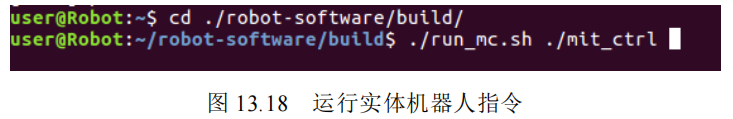 user@Robot:~$ cd ./robot-software/build/
user@Robot:~/robot-software/build$ ./run_mc.sh ./mit_ctrl
图 13.18 运行实体机器人指令